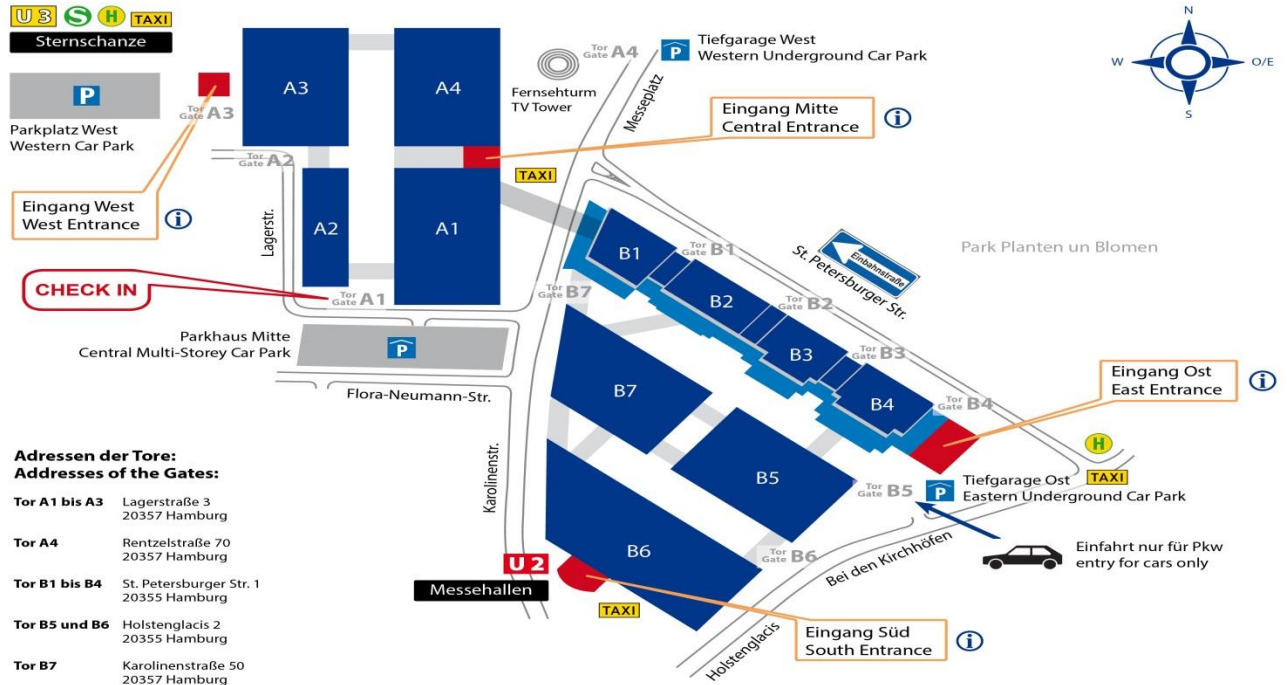 U 3 S H TAXI
Sternschanze
P
Parkplatz West
Western Car Park
Tor
Gate A3
Eingang West
West Entrance
i
A3
A4
Tor
Gate A2
Lagerstr.
A2
A1
CHECK IN
Tor
Gate A1
Parkhaus Mitte
Central Multi-Storey Car Park
P
Flora-Neumann-Str.
Fernsehturm
TV Tower
Tor
Gate A4
P
Tiefgarage West
Western Underground Car Park
Messeplatz
Eingang Mitte
Central Entrance
i
TAXI
N
W
O/E
S
B1
Tor
Gate B1
B2
Tor
Gate B2
B3
Tor
Gate B3
B4
Tor
Gate B4
Einbahnstraße
St. Petersburger Str.
Park Planten un Blomen
Eingang Ost
East Entrance
i
H
TAXI
Tor
Gate B7
B7
B5
Tor
Gate B5
P
Tiefgarage Ost
Eastern Underground Car Park
Karolinenstr.
B6
Tor
Gate B6
Bei den Kirchhöfen
Einfahrt nur für Pkw
entry for cars only
U 2
Messehallen
TAXI
Eingang Süd
South Entrance
i
Holstenglacis
Adressen der Tore:
Addresses of the Gates:
Tor A1 bis A3 Lagerstraße 3
20357 Hamburg
Tor A4 Rentzelstraße 70
20357 Hamburg
Tor B1 bis B4 St. Petersburger Str. 1
20355 Hamburg
Tor B5 und B6 Holstenglacis 2
20355 Hamburg
Tor B7 Karolinenstraße 50
20357 Hamburg